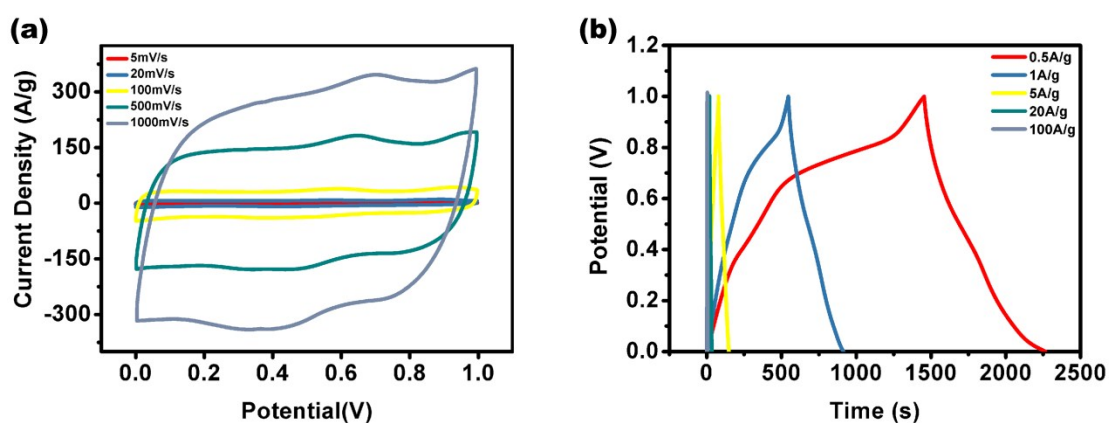 (a)
5mV/s
20mV/s
100mV/s
500mV/s
1000mV/s
Current Density (A/g)
300
150
0
-150
-300
0.0 0.2 0.4 0.6 0.8 1.0
Potential(V)
(b)
0.5A/g
1A/g
5A/g
20A/g
100A/g
Potential (V)
1.2
1.0
0.8
0.6
0.4
0.2
0.0
0 500 1000 1500 2000 2500
Time (s)